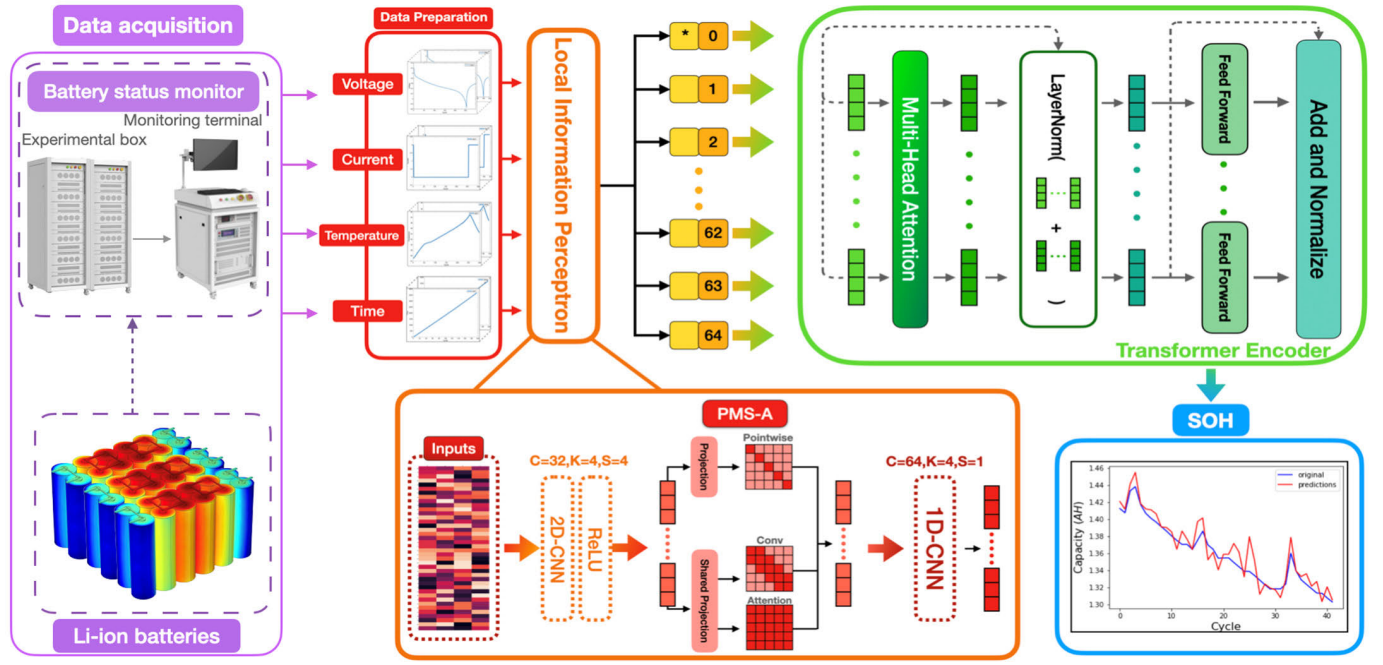 Data acquisition
Battery status monitor
Monitoring terminal
Experimental box
Li-ion batteries
Data Preparation
Voltage
Current
Temperature
Time
Local Information Perceptron
* 0
1
2
62
63
64
Multi-Head Attention
LayerNorm(
+
)
Feed Forward
Feed Forward
Add and Normalize
Transformer Encoder
PMS-A
Inputs
C=32,K=4,S=4
2D-CNN
ReLU
Projection
Shared Projection
Pointwise
Conv
Attention
C=64,K=4,S=1
1D-CNN
SOH
original
predictions
Capacity (AH)
1.46
1.44
1.42
1.40
1.38
1.36
1.34
1.32
1.30
0 10 20 30 40
Cycle